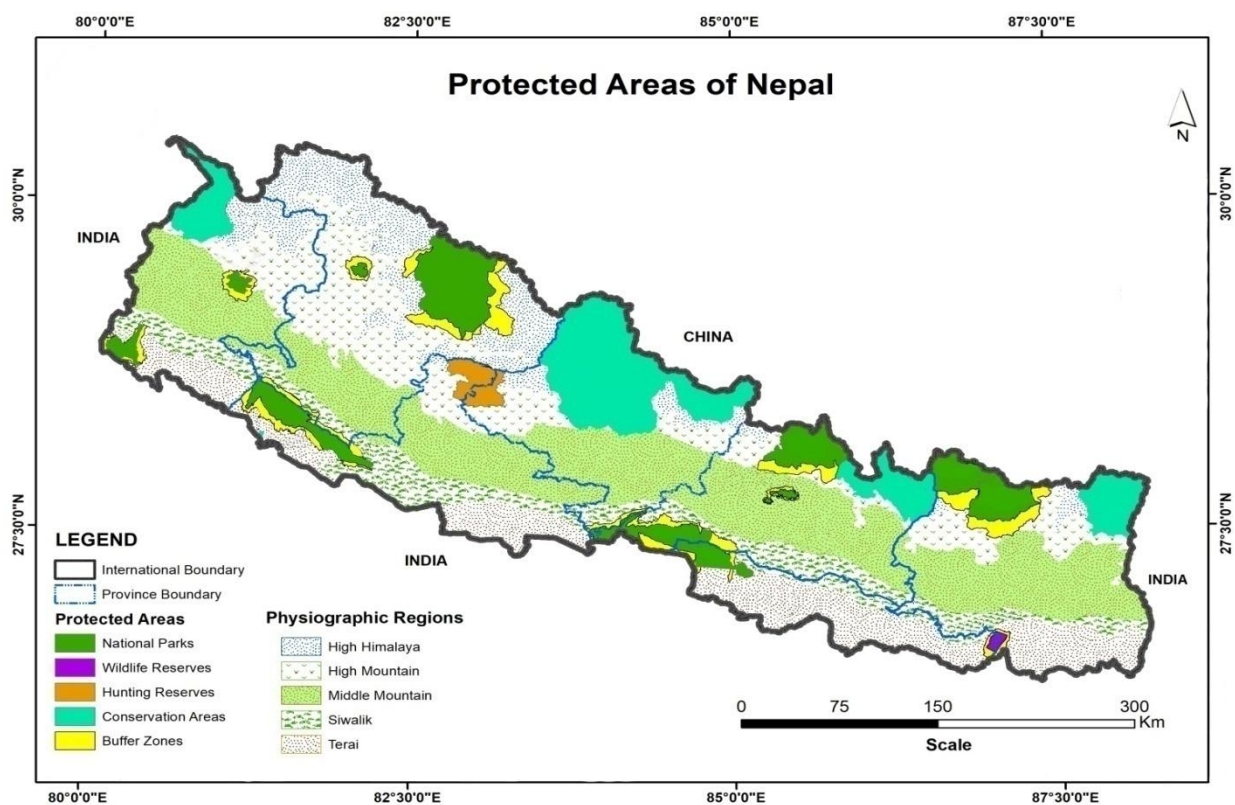 80°0'0"E 82°30'0"E 85°0'0"E 87°30'0"E
Protected Areas of Nepal
N
30°0'0"N
30°0'0"N
INDIA
CHINA
27°30'0"N
27°30'0"N
INDIA
INDIA
LEGEND
International Boundary
Province Boundary
Protected Areas
National Parks
Wildlife Reserves
Hunting Reserves
Conservation Areas
Buffer Zones
Physiographic Regions
High Himalaya
High Mountain
Middle Mountain
Siwalik
Terai
0 75 150 300
Km
Scale
80°0'0"E 82°30'0"E 85°0'0"E 87°30'0"E